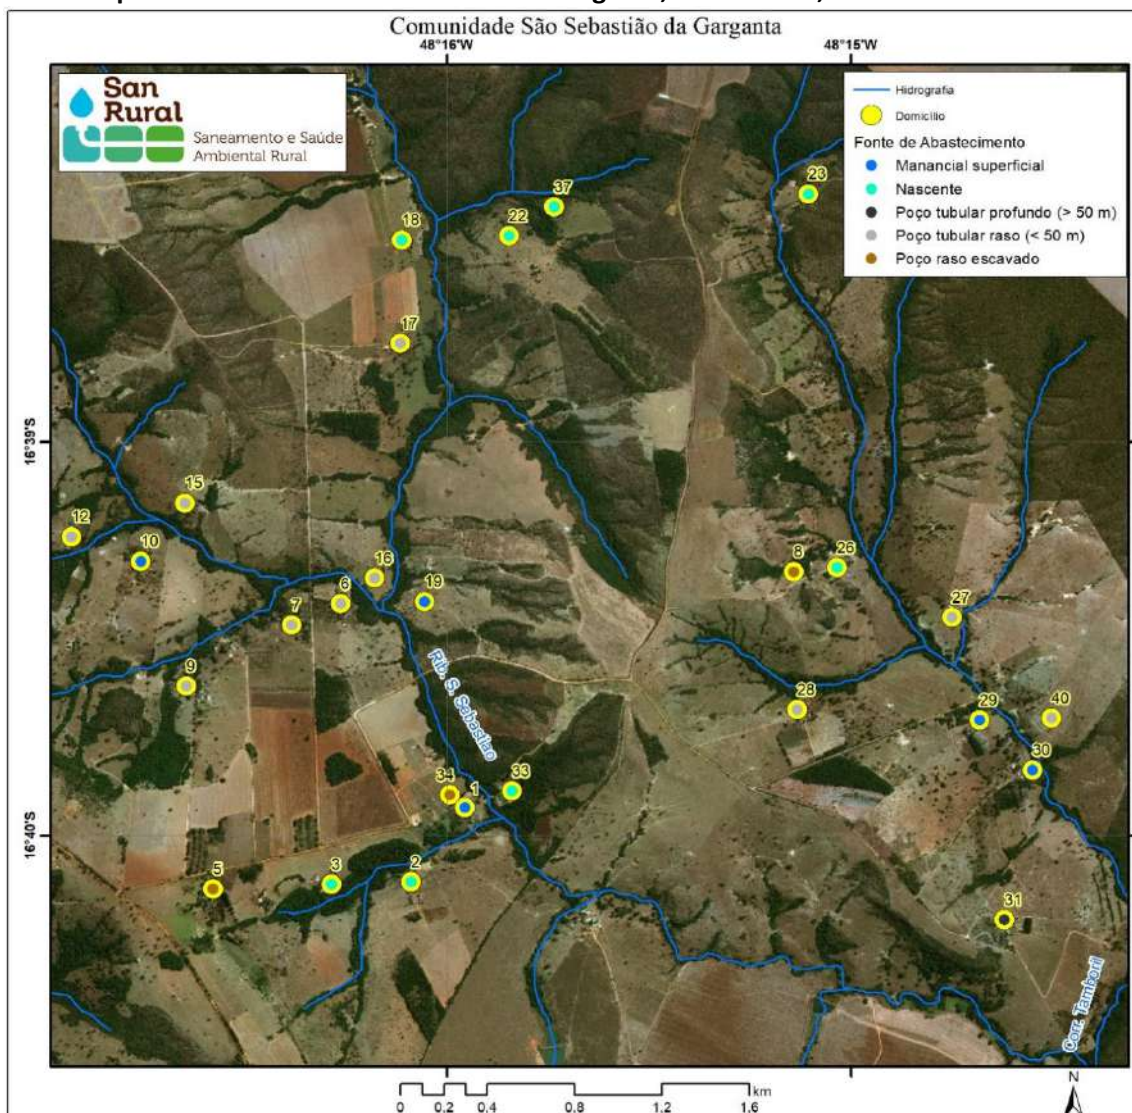 Comunidade São Sebastião da Garganta
48°16'W
48°15'W
San
Rural
Saneamento e Saúde
Ambiental Rural
Hidrografia
Domicílio
Fonte de Abastecimento
Manancial superficial
Nascente
Poço tubular profundo (> 50 m)
Poço tubular raso (< 50 m)
Poço raso escavado
23
37
22
18
17
16°39'S
15
12
10
16
6
19
7
9
8
26
27
28
29
40
30
Rib. S. Sebastiao
34
1
33
16°40'S
5
3
2
31
Corr. Tamboril
km
0 0.2 0.4 0.8 1.2 1.6
N